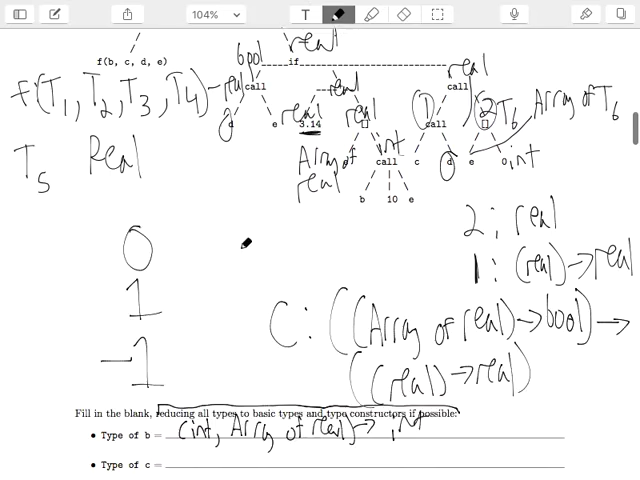 104%
real
f(b, c, d, e)
bool
if
real
f(T1, T2, T3, T4) → real
call
real
call
d
e
real
3.14
real
call
1
2
T6
Array of T6
T5
Real
Array of real
int
call
c
d
e
0
int
b
10
e
2: real
1: (real) → real
0
1
-1
C: ((Array of real) → bool) →
((real) → real)
Fill in the blank, reducing all types to basic types and type constructors if possible:
• Type of b = (int, Array of real) → int
• Type of c =